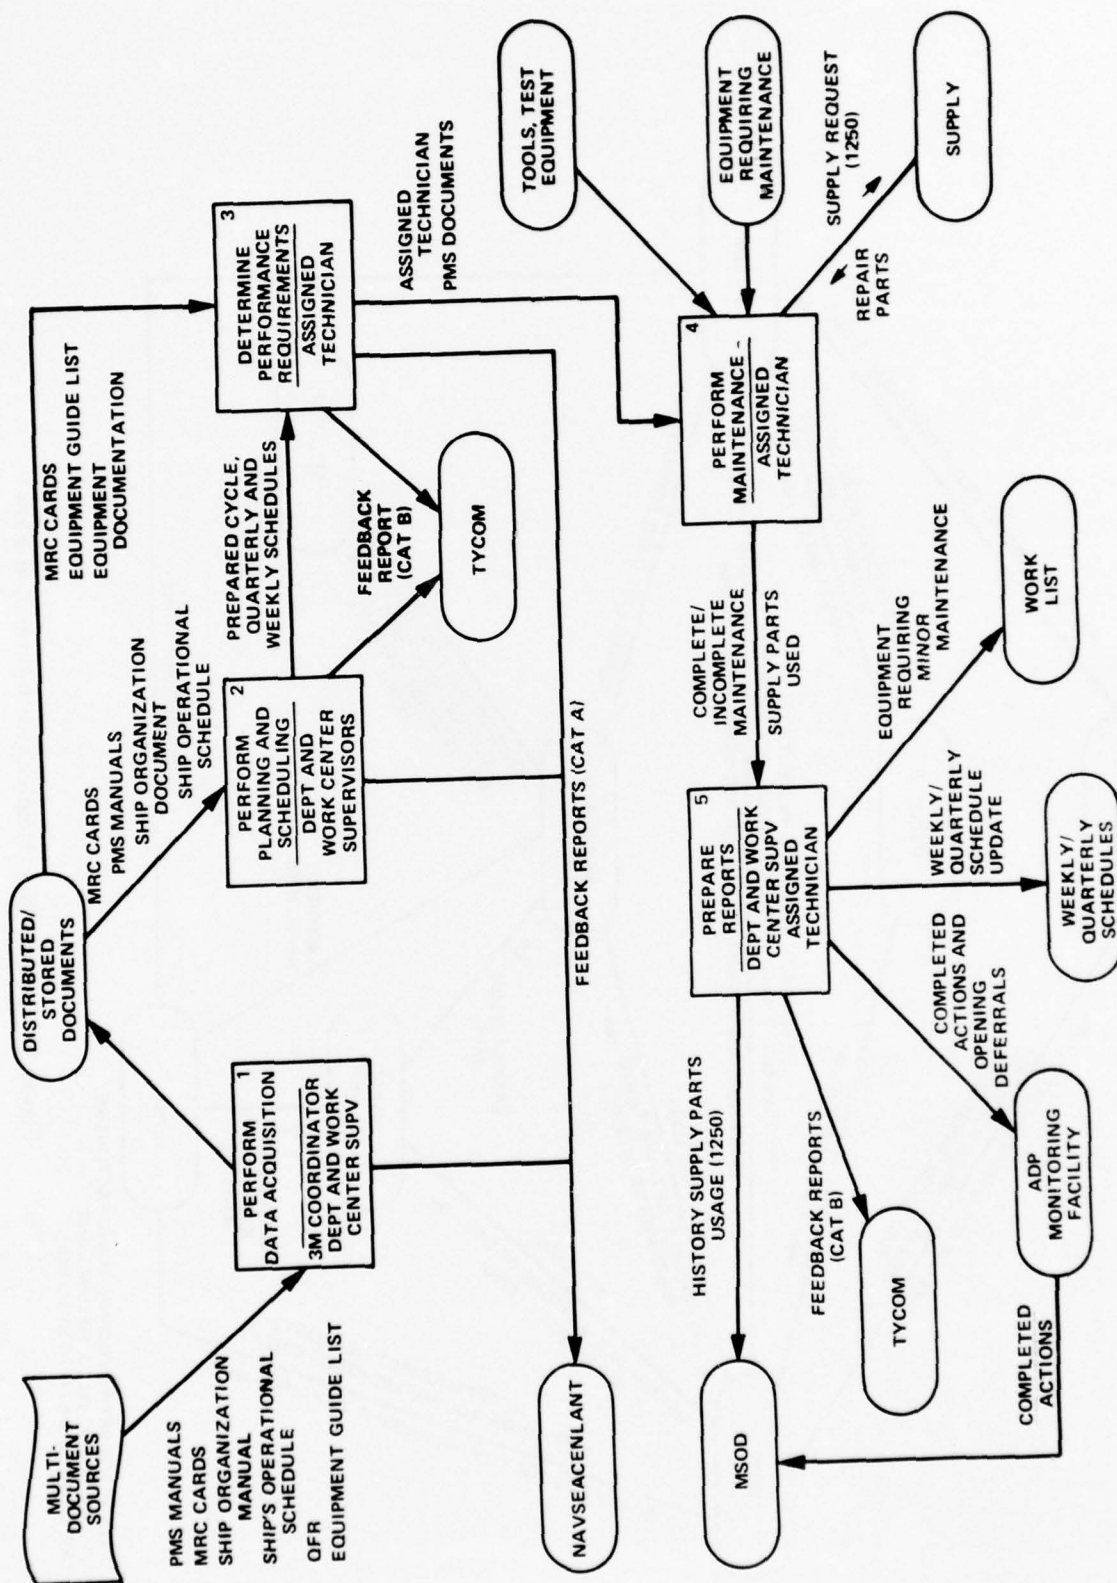 MULTI-
DOCUMENT
SOURCES
PMS MANUALS
MRC CARDS
SHIP ORGANIZATION
MANUAL
SHIP'S OPERATIONAL
SCHEDULE
QFR
EQUIPMENT GUIDE LIST
1
PERFORM
DATA ACQUISITION
3M COORDINATOR
DEPT AND WORK
CENTER SUPV
DISTRIBUTED/
STORED
DOCUMENTS
MRC CARDS
PMS MANUALS
SHIP ORGANIZATION
DOCUMENT
SHIP OPERATIONAL
SCHEDULE
MRC CARDS
EQUIPMENT GUIDE LIST
EQUIPMENT
DOCUMENTATION
2
PERFORM
PLANNING AND
SCHEDULING
DEPT AND
WORK CENTER
SUPERVISORS
PREPARED CYCLE,
QUARTERLY AND
WEEKLY SCHEDULES
3
DETERMINE
PERFORMANCE
REQUIREMENTS
ASSIGNED
TECHNICIAN
FEEDBACK
REPORT
(CAT B)
TYCOM
ASSIGNED
TECHNICIAN
PMS DOCUMENTS
FEEDBACK REPORTS (CAT A)
NAVSEACENLANT
TOOLS, TEST
EQUIPMENT
EQUIPMENT
REQUIRING
MAINTENANCE
SUPPLY REQUEST
(1250)
SUPPLY
REPAIR
PARTS
4
PERFORM
MAINTENANCE
ASSIGNED
TECHNICIAN
COMPLETE/
INCOMPLETE
MAINTENANCE
SUPPLY PARTS
USED
5
PREPARE
REPORTS
DEPT AND WORK
CENTER SUPV
ASSIGNED
TECHNICIAN
EQUIPMENT
REQUIRING
MINOR
MAINTENANCE
WORK
LIST
WEEKLY/
QUARTERLY
SCHEDULE
UPDATE
WEEKLY/
QUARTERLY
SCHEDULES
COMPLETED
ACTIONS AND
OPENING
DEFERRALS
ADP
MONITORING
FACILITY
HISTORY SUPPLY PARTS
USAGE (1250)
MSOD
FEEDBACK REPORTS
(CAT B)
TYCOM
COMPLETED
ACTIONS